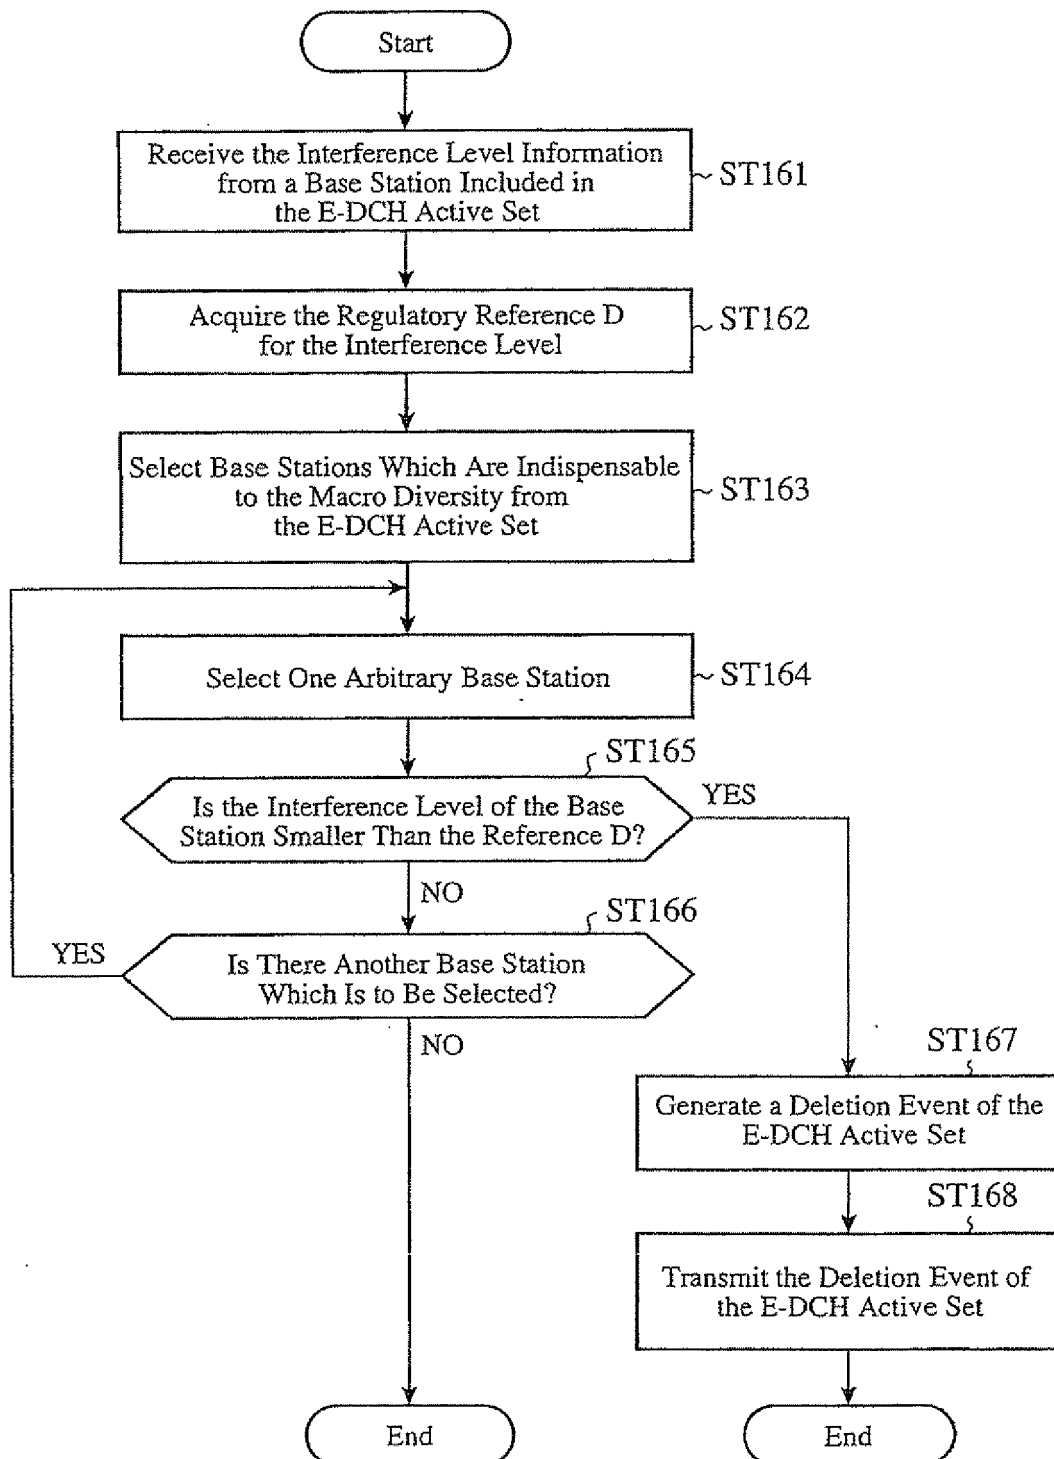 Start
Receive the Interference Level Information
from a Base Station Included in
the E-DCH Active Set
ST161
Acquire the Regulatory Reference D
for the Interference Level
ST162
Select Base Stations Which Are Indispensable
to the Macro Diversity from
the E-DCH Active Set
ST163
Select One Arbitrary Base Station
ST164
ST165
Is the Interference Level of the Base
Station Smaller Than the Reference D?
YES
NO
ST166
YES
Is There Another Base Station
Which Is to Be Selected?
NO
ST167
Generate a Deletion Event of the
E-DCH Active Set
ST168
Transmit the Deletion Event of
the E-DCH Active Set
End
End